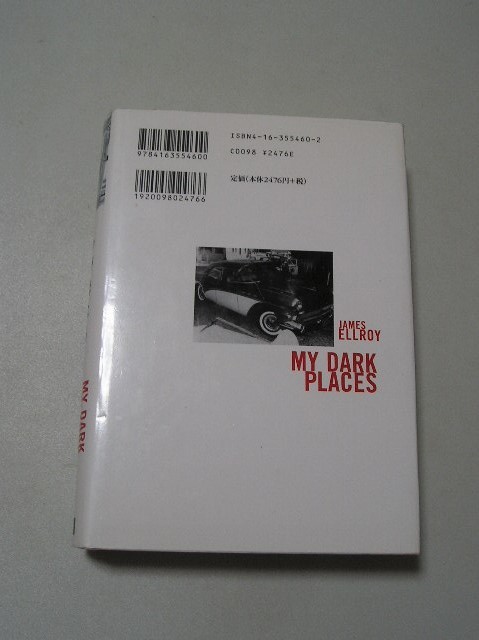 ISBN4-16-355460-2
C0098 ¥2476E
定価(本体2476円+税)
9784163554600
1920098024766
JAMES
ELLROY
MY DARK
PLACES
MY DARK